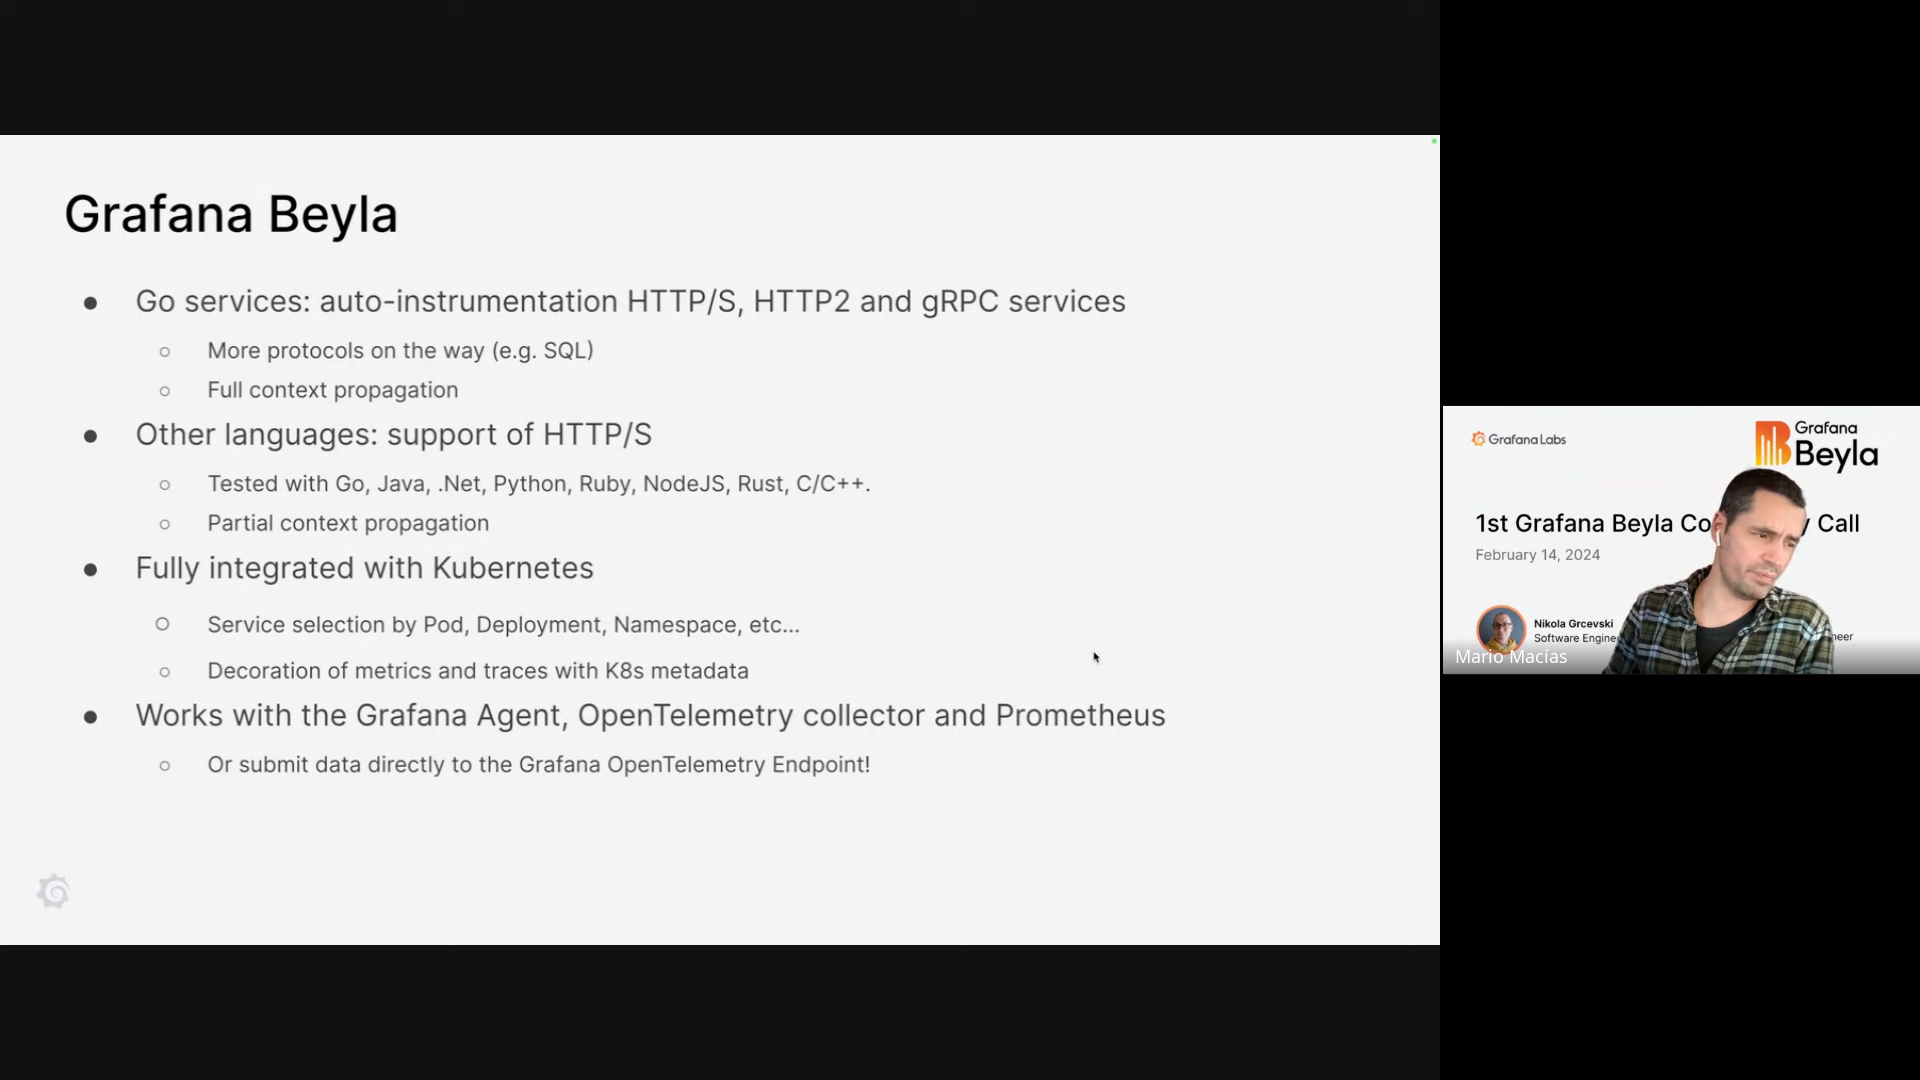 Grafana Beyla
Go services: auto-instrumentation HTTP/S, HTTP2 and gRPC services
More protocols on the way (e.g. SQL)
Full context propagation
Other languages: support of HTTP/S
Tested with Go, Java, .Net, Python, Ruby, NodeJS, Rust, C/C++.
Partial context propagation
Fully integrated with Kubernetes
Service selection by Pod, Deployment, Namespace, etc...
Decoration of metrics and traces with K8s metadata
Works with the Grafana Agent, OpenTelemetry collector and Prometheus
Or submit data directly to the Grafana OpenTelemetry Endpoint!
Grafana Labs
Grafana
Beyla
1st Grafana Beyla Call
February 14, 2024
Nikola Grcevski
Software
Mario Macías